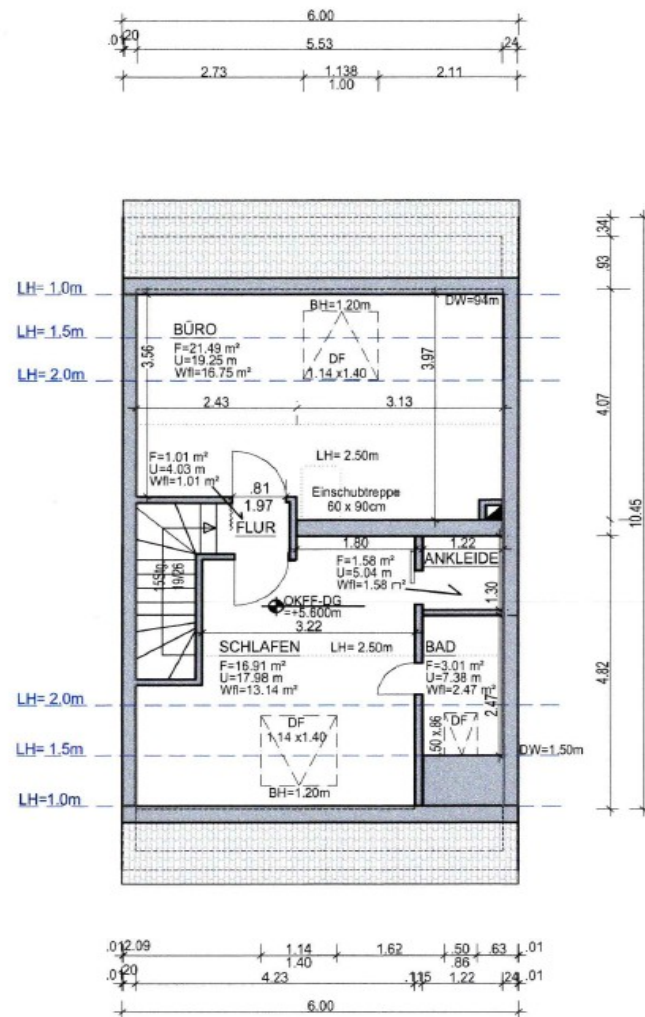 6.00
.01 20 5.53 24
2.73 1.138 2.11
1.00
.34
.93
LH= 1.0m
BH=1.20m
DW=94m
LH= 1.5m
BÜRO
F=21.49 m²
U=19.25 m
Wfl=16.75 m²
DF
1.14 x1.40
3.56
3.97
LH= 2.0m
4.07
2.43 3.13
F=1.01 m²
U=4.03 m
Wfl=1.01 m²
LH= 2.50m
.81
1.97
Einschubtreppe
60 x 90cm
10.45
FLUR
1.80 1.22
F=1.58 m²
U=5.04 m
Wfl=1.58 m²
ANKLEIDE
15Stg.
19/26
OKFF-DG
=+5.600m
1.30
3.22
4.82
SCHLAFEN
LH= 2.50m
BAD
F=16.91 m²
U=17.98 m
Wfl=13.14 m²
F=3.01 m²
U=7.38 m
Wfl=2.47 m²
LH= 2.0m
2.47
DF
1.14 x1.40
DF
.50 x.86
LH= 1.5m
DW=1.50m
BH=1.20m
LH=1.0m
.01 2.09 1.14 1.62 .50 .63 .01
1.40 .86
.01 20 4.23 .115 1.22 24 .01
6.00